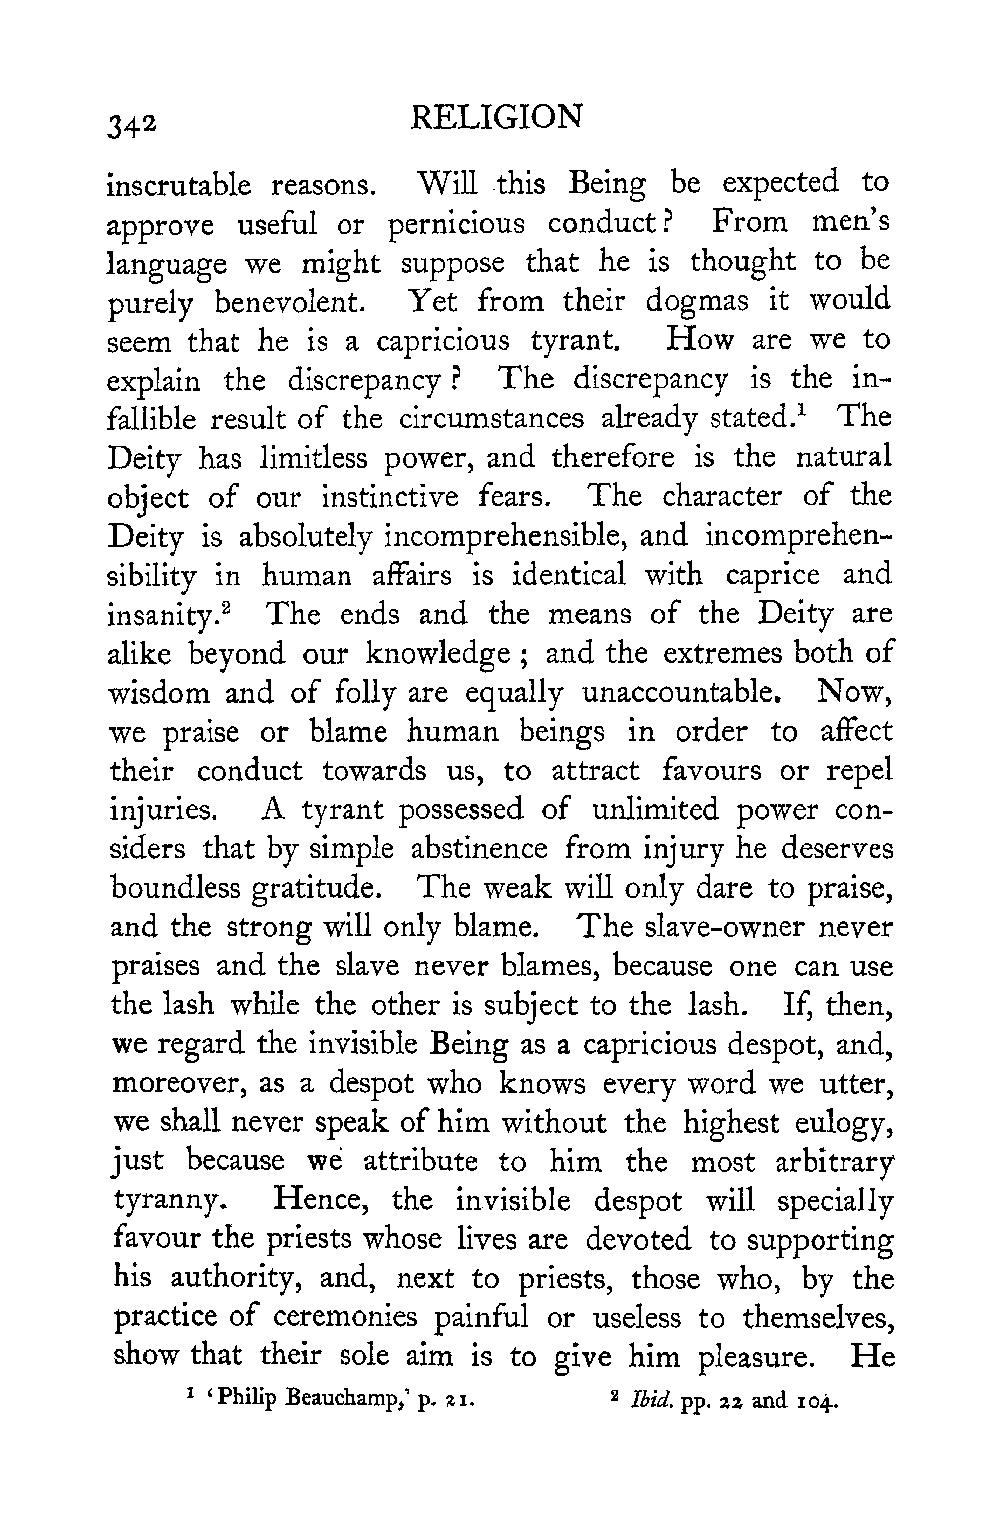 342 RELIGION
inscrutable reasons. Will this Being be expected to
approve useful or pernicious conduct? From men's
language we might suppose that he is thought to be
purely benevolent. Yet from their dogmas it would
seem that he is a capricious tyrant. How are we to
explain the discrepancy? The discrepancy is the in-
fallible result of the circumstances already stated.¹ The
Deity has limitless power, and therefore is the natural
object of our instinctive fears. The character of the
Deity is absolutely incomprehensible, and incomprehen-
sibility in human affairs is identical with caprice and
insanity.² The ends and the means of the Deity are
alike beyond our knowledge; and the extremes both of
wisdom and of folly are equally unaccountable. Now,
we praise or blame human beings in order to affect
their conduct towards us, to attract favours or repel
injuries. A tyrant possessed of unlimited power con-
siders that by simple abstinence from injury he deserves
boundless gratitude. The weak will only dare to praise,
and the strong will only blame. The slave-owner never
praises and the slave never blames, because one can use
the lash while the other is subject to the lash. If, then,
we regard the invisible Being as a capricious despot, and,
moreover, as a despot who knows every word we utter,
we shall never speak of him without the highest eulogy,
just because we attribute to him the most arbitrary
tyranny. Hence, the invisible despot will specially
favour the priests whose lives are devoted to supporting
his authority, and, next to priests, those who, by the
practice of ceremonies painful or useless to themselves,
show that their sole aim is to give him pleasure. He
¹ 'Philip Beauchamp,' p. 21. ² Ibid. pp. 22 and 104.